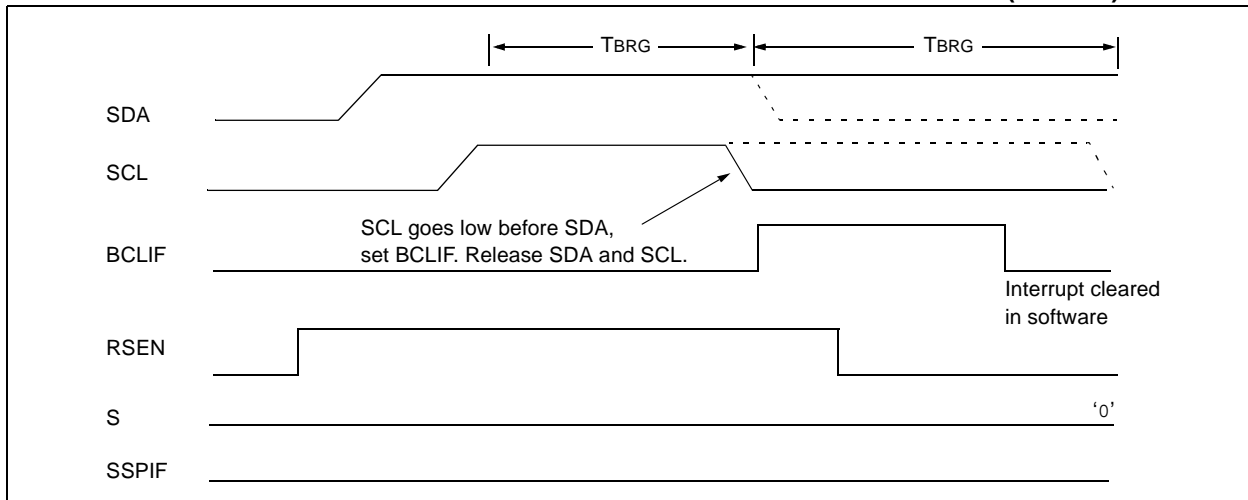 TBRG TBRG
SDA
SCL
SCL goes low before SDA,
set BCLIF. Release SDA and SCL.
BCLIF
Interrupt cleared
in software
RSEN
S
‘0’
SSPIF